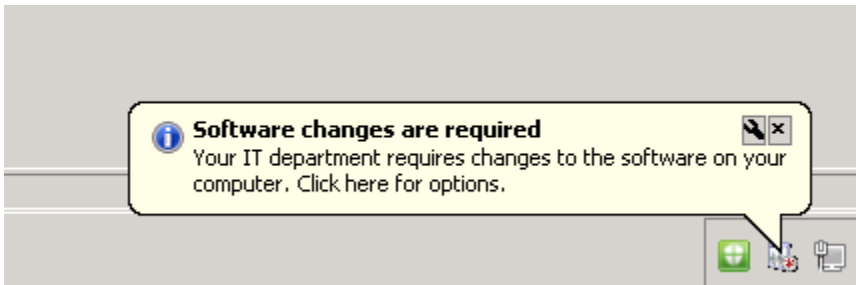 Software changes are required
Your IT department requires changes to the software on your
computer. Click here for options.